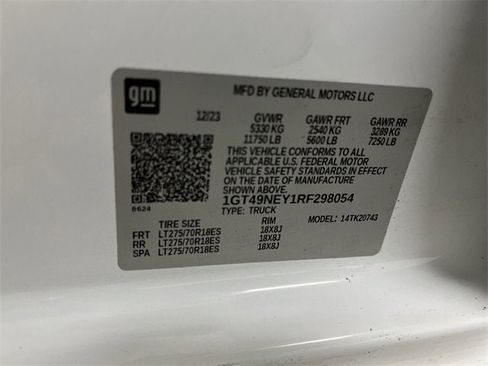 gm
MFD BY GENERAL MOTORS LLC
12/23 GVWR GAWR FRT GAWR RR
5330 KG 2540 KG 3289 KG
11750 LB 5600 LB 7250 LB
THIS VEHICLE CONFORMS TO ALL
APPLICABLE U.S. FEDERAL MOTOR
VEHICLE SAFETY STANDARDS IN EFFECT
ON THE DATE OF MANUFACTURE SHOWN ABOVE.
1GT49NEY1RF298054
B624 TYPE: TRUCK MODEL: 14TK20743
TIRE SIZE RIM
FRT LT275/70R18ES 18X8J
RR LT275/70R18ES 18X8J
SPA LT275/70R18ES 18X8J